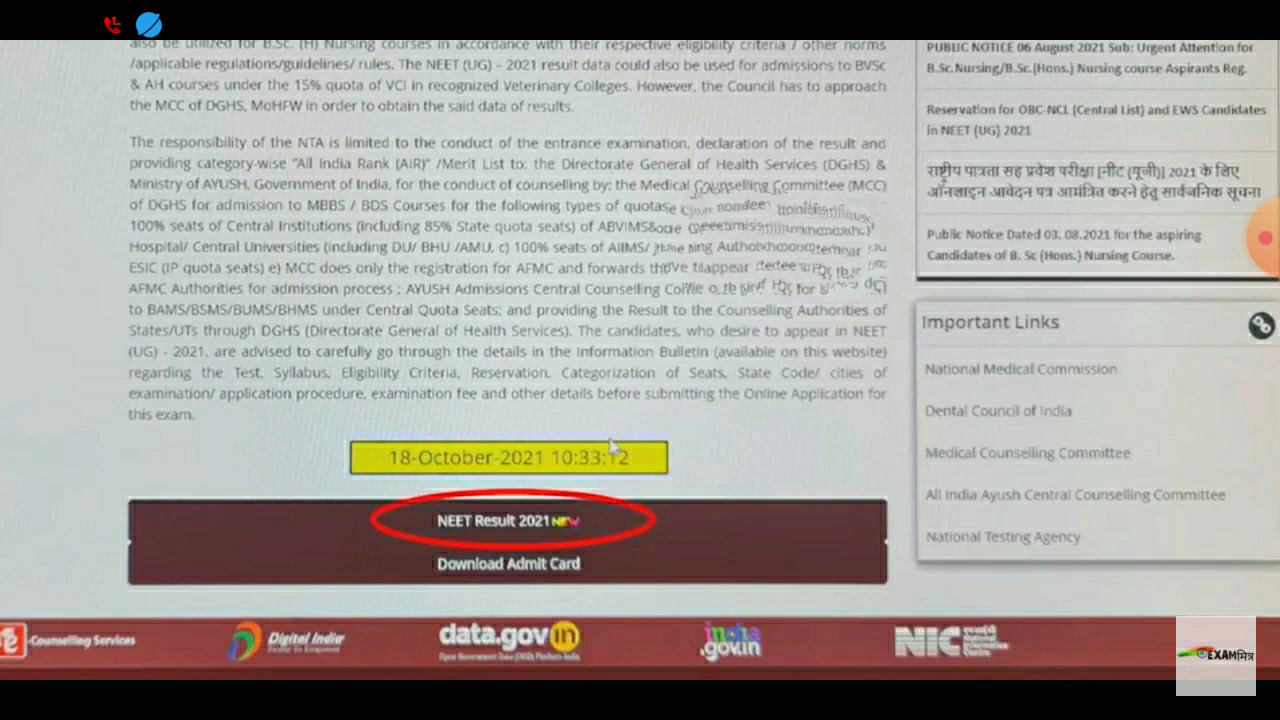 also be utilized for B.Sc. (H) Nursing courses in accordance with their respective eligibility criteria / other norms
/applicable regulations/guidelines/ rules. The NEET (UG) - 2021 result data could also be used for admissions to BVSc
& AH courses under the 15% quota of VCI in recognized Veterinary Colleges. However, the Council has to approach
the MCC of DGHS, MoHFW in order to obtain the said data of results.
The responsibility of the NTA is limited to the conduct of the entrance examination, declaration of the result and
providing category-wise “All India Rank (AIR)” /Merit List to: the Directorate General of Health Services (DGHS) &
Ministry of AYUSH, Government of India, for the conduct of counselling by; the Medical Counselling Committee (MCC)
of DGHS for admission to MBBS / BDS Courses for the following types of quotas
100% seats of Central Institutions (including 85% State quota seats) of ABVIMS&
Hospital/ Central Universities (including DU/ BHU /AMU, c) 100% seats of AIIMS/
ESIC (IP quota seats) e) MCC does only the registration for AFMC and forwards
AFMC Authorities for admission process ; AYUSH Admissions Central Counselling for
to BAMS/BSMS/BUMS/BHMS under Central Quota Seats; and providing the Result to the Counselling Authorities of
States/UTs through DGHS (Directorate General of Health Services). The candidates, who desire to appear in NEET
(UG) - 2021, are advised to carefully go through the details in the Information Bulletin (available on this website)
regarding the Test, Syllabus, Eligibility Criteria, Reservation, Categorization of Seats, State Code/ cities of
examination/ application procedure, examination fee and other details before submitting the Online Application for
this exam.
18-October-2021 10:33:12
NEET Result 2021 NEW
Download Admit Card
PUBLIC NOTICE 06 August 2021 Sub: Urgent Attention for
B.Sc.Nursing/B.Sc.(Hons.) Nursing course Aspirants Reg.
Reservation for OBC-NCL (Central List) and EWS Candidates
in NEET (UG) 2021
राष्ट्रीय पात्रता सह प्रवेश परीक्षा [नीट (यूजी)] 2021 के लिए
ऑनलाइन आवेदन पत्र आमंत्रित करने हेतु सार्वजनिक सूचना
Public Notice Dated 03. 08.2021 for the aspiring
Candidates of B. Sc (Hons.) Nursing Course.
Important Links
National Medical Commission
Dental Council of India
Medical Counselling Committee
All India Ayush Central Counselling Committee
National Testing Agency
e-Counselling Services
Digital India
Power To Empower
data.gov in
Open Government Data (OGD) Platform India
india
.gov.in
NIC
एनआईसी
National
Informatics
Centre
EXAMमित्र